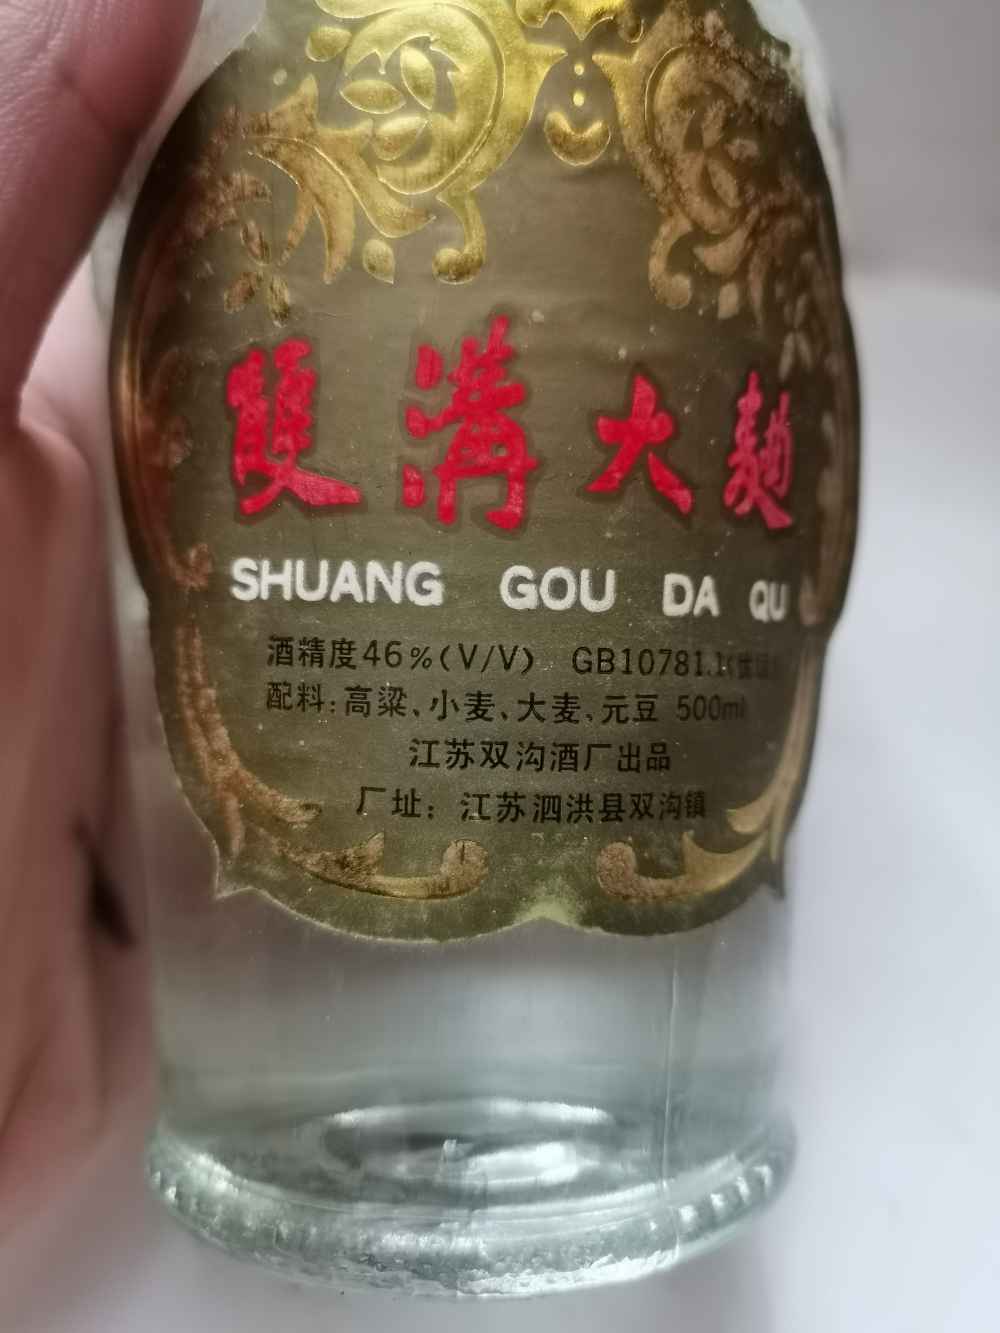 雙溝大麯
SHUANG GOU DA QU
酒精度46%(V/V) GB10781.1(优级)
配料:高粱、小麦、大麦、元豆 500ml
江苏双沟酒厂出品
厂址：江苏泗洪县双沟镇